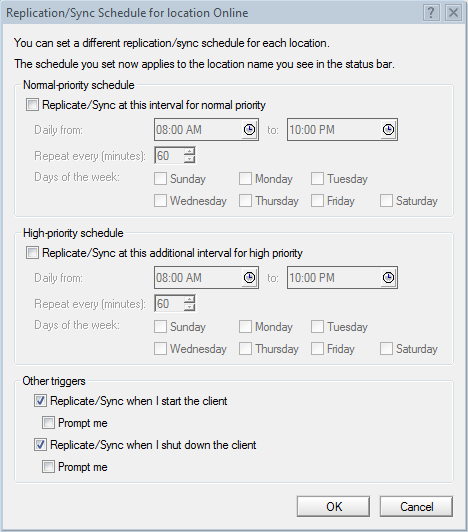 Replication/Sync Schedule for location Online
You can set a different replication/sync schedule for each location.
The schedule you set now applies to the location name you see in the status bar.
Normal-priority schedule
Replicate/Sync at this interval for normal priority
Daily from: 08:00 AM to: 10:00 PM
Repeat every (minutes): 60
Days of the week: Sunday Monday Tuesday
Wednesday Thursday Friday Saturday
High-priority schedule
Replicate/Sync at this additional interval for high priority
Daily from: 08:00 AM to: 10:00 PM
Repeat every (minutes): 60
Days of the week: Sunday Monday Tuesday
Wednesday Thursday Friday Saturday
Other triggers
Replicate/Sync when I start the client
Prompt me
Replicate/Sync when I shut down the client
Prompt me
OK Cancel